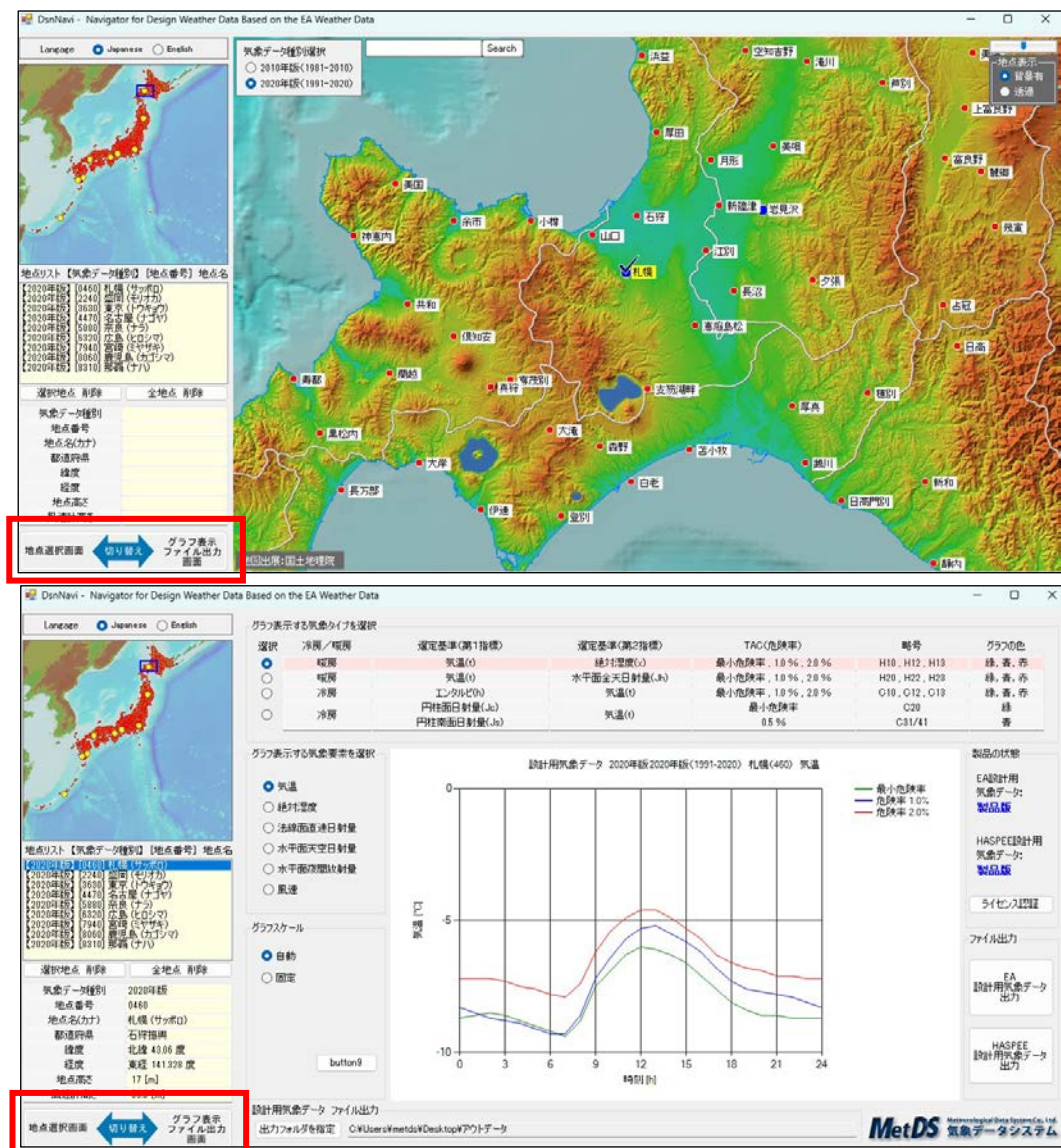 DsnNavi - Navigator for Design Weather Data Based on the EA Weather Data
Langage Japanese English
気象データ種別選択
2010年版(1981-2010)
2020年版(1991-2020)
Search
地点表示
背景有
透過
浜益
空知吉野
滝川
芦別
上富良野
厚田
美唄
月形
富良野
麓郷
美国
新篠津
岩見沢
幾寅
余市
小樽
石狩
神恵内
山口
江別
札幌
夕張
長沼
共和
占冠
恵庭島松
倶知安
日高
寿都
蘭越
真狩
喜茂別
支笏湖畔
穂別
厚真
黒松内
大滝
森野
苫小牧
大岸
鵡川
新和
白老
長万部
日高門別
伊達
登別
静内
地図出展:国土地理院
地点リスト【気象データ種別】[地点番号] 地点名
【2020年版】[0460] 札幌 (サッポロ)
【2020年版】[2240] 盛岡 (モリオカ)
【2020年版】[3630] 東京 (トウキョウ)
【2020年版】[4470] 名古屋 (ナゴヤ)
【2020年版】[5880] 奈良 (ナラ)
【2020年版】[6320] 広島 (ヒロシマ)
【2020年版】[7940] 宮崎 (ミヤザキ)
【2020年版】[8060] 鹿児島 (カゴシマ)
【2020年版】[8310] 那覇 (ナハ)
選択地点 削除 全地点 削除
気象データ種別
地点番号
地点名(カナ)
都道府県
緯度
経度
地点高さ
地点選択画面 切り替え グラフ表示
ファイル出力
画面
DsnNavi - Navigator for Design Weather Data Based on the EA Weather Data
Langage Japanese English
地点リスト【気象データ種別】[地点番号] 地点名
【2020年版】[0460] 札幌 (サッポロ)
【2020年版】[2240] 盛岡 (モリオカ)
【2020年版】[3630] 東京 (トウキョウ)
【2020年版】[4470] 名古屋 (ナゴヤ)
【2020年版】[5880] 奈良 (ナラ)
【2020年版】[6320] 広島 (ヒロシマ)
【2020年版】[7940] 宮崎 (ミヤザキ)
【2020年版】[8060] 鹿児島 (カゴシマ)
【2020年版】[8310] 那覇 (ナハ)
選択地点 削除 全地点 削除
気象データ種別 2020年版
地点番号 0460
地点名(カナ) 札幌 (サッポロ)
都道府県 石狩振興
緯度 北緯 43.06 度
経度 東経 141.328 度
地点高さ 17 [m]
地点選択画面 切り替え グラフ表示
ファイル出力
画面
グラフ表示する気象タイプを選択
選択 冷房/暖房 選定基準(第1指標) 選定基準(第2指標) TAC(危険率) 略号 グラフの色
暖房 気温(t) 絶対湿度(x) 最小危険率 , 1.0 % , 2.0 % H10 , H12 , H13 緑, 青, 赤
暖房 気温(t) 水平面全天日射量(Jh) 最小危険率 , 1.0 % , 2.0 % H20 , H22 , H23 緑, 青, 赤
冷房 エンタルピ(h) 気温(t) 最小危険率 , 1.0 % , 2.0 % C10 , C12 , C13 緑, 青, 赤
冷房 円柱面日射量(Jc) 気温(t) 最小危険率 C20 緑
円柱南面日射量(Js) 0.5 % C31/41 青
グラフ表示する気象要素を選択
気温
絶対湿度
法線面直達日射量
水平面天空日射量
水平面夜間放射量
風速
グラフスケール
自動
固定
button9
設計用気象データ 2020年版2020年版(1991-2020) 札幌(460) 気温
最小危険率
危険率 1.0%
危険率 2.0%
気温 [℃]
0
-5
-10
0 3 6 9 12 15 18 21 24
時刻 [h]
製品の状態
EA設計用
気象データ:
製品版
HASPEE設計用
気象データ:
製品版
ライセンス認証
ファイル出力
EA
設計用気象データ
出力
HASPEE
設計用気象データ
出力
設計用気象データ ファイル出力
出力フォルダを指定 C:¥Users¥metds¥Desktop¥アウトデータ
MetDS Meteorological Data System Co., Ltd.
気象データシステム